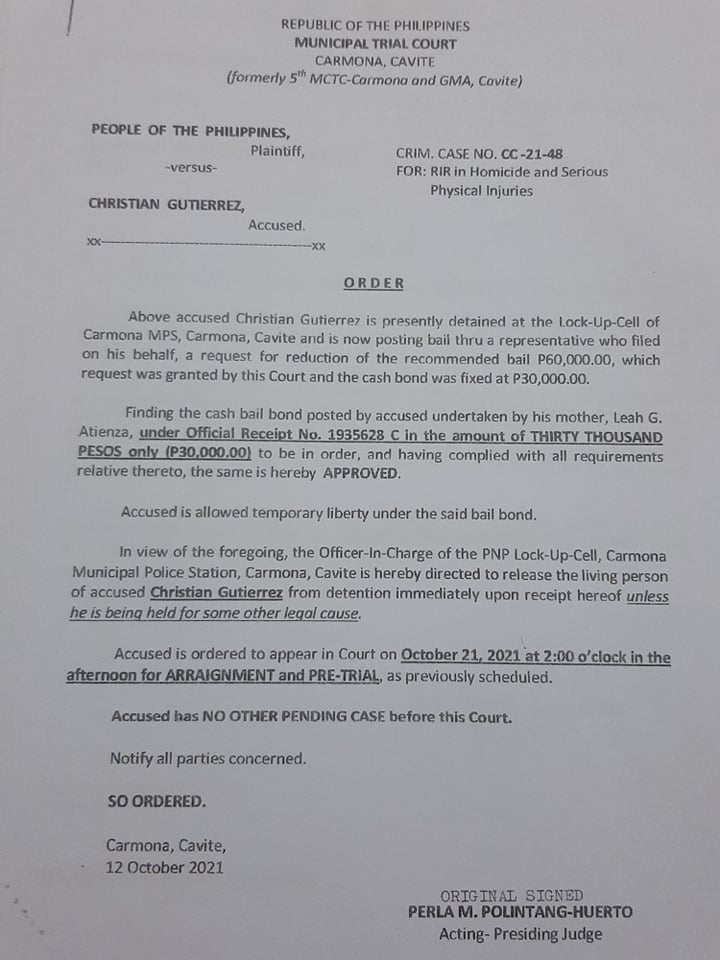 REPUBLIC OF THE PHILIPPINES
MUNICIPAL TRIAL COURT
CARMONA, CAVITE
(formerly 5th MCTC-Carmona and GMA, Cavite)
PEOPLE OF THE PHILIPPINES,
Plaintiff,
-versus-
CRIM. CASE NO. CC-21-48
FOR: RIR in Homicide and Serious
Physical Injuries
CHRISTIAN GUTIERREZ,
Accused.
xx-----------------------------------------xx
ORDER
Above accused Christian Gutierrez is presently detained at the Lock-Up-Cell of
Carmona MPS, Carmona, Cavite and is now posting bail thru a representative who filed
on his behalf, a request for reduction of the recommended bail P60,000.00, which
request was granted by this Court and the cash bond was fixed at P30,000.00.
Finding the cash bail bond posted by accused undertaken by his mother, Leah G.
Atienza, under Official Receipt No. 1935628 C in the amount of THIRTY THOUSAND
PESOS only (P30,000.00) to be in order, and having complied with all requirements
relative thereto, the same is hereby APPROVED.
Accused is allowed temporary liberty under the said bail bond.
In view of the foregoing, the Officer-In-Charge of the PNP Lock-Up-Cell, Carmona
Municipal Police Station, Carmona, Cavite is hereby directed to release the living person
of accused Christian Gutierrez from detention immediately upon receipt hereof unless
he is being held for some other legal cause.
Accused is ordered to appear in Court on October 21, 2021 at 2:00 o'clock in the
afternoon for ARRAIGNMENT and PRE-TRIAL, as previously scheduled.
Accused has NO OTHER PENDING CASE before this Court.
Notify all parties concerned.
SO ORDERED.
Carmona, Cavite,
12 October 2021
ORIGINAL SIGNED
PERLA M. POLINTANG-HUERTO
Acting- Presiding Judge